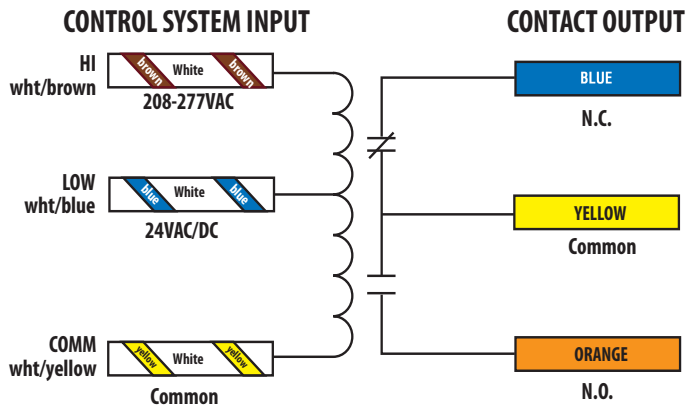 CONTROL SYSTEM INPUT
CONTACT OUTPUT
HI
wht/brown
brown White brown
208-277VAC
BLUE
N.C.
LOW
wht/blue
blue White blue
24VAC/DC
YELLOW
Common
COMM
wht/yellow
yellow White yellow
Common
ORANGE
N.O.